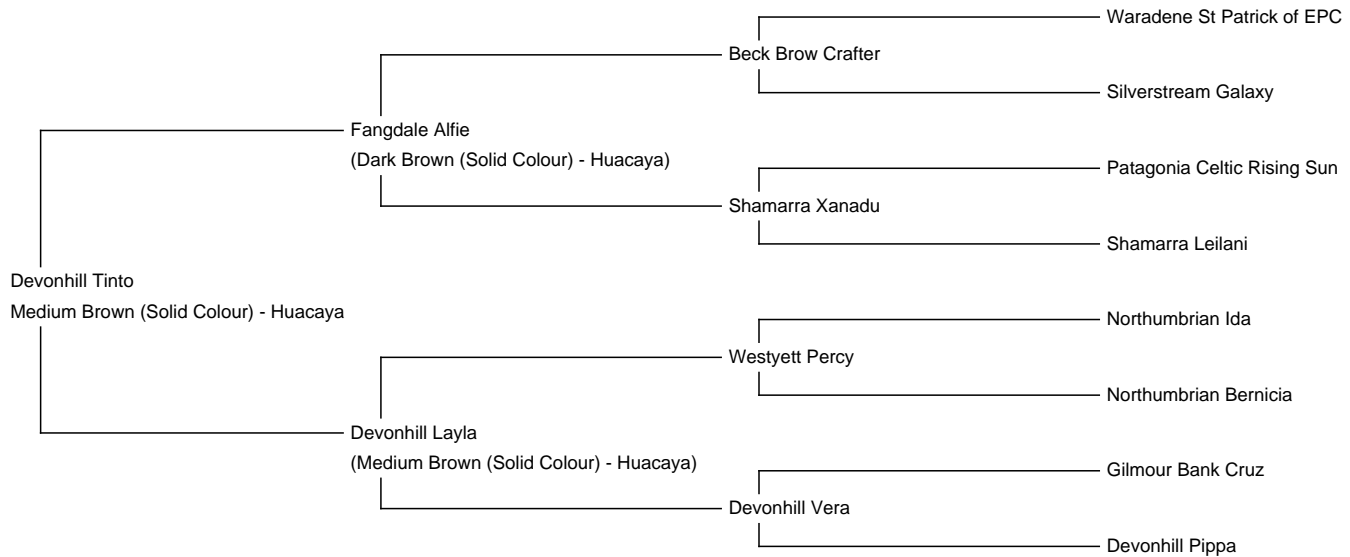 Waradene St Patrick of EPC
Beck Brow Crafter
Silverstream Galaxy
Fangdale Alfie
(Dark Brown (Solid Colour) - Huacaya)
Patagonia Celtic Rising Sun
Shamarra Xanadu
Shamarra Leilani
Devonhill Tinto
Medium Brown (Solid Colour) - Huacaya
Northumbrian Ida
Westyett Percy
Northumbrian Bernicia
Devonhill Layla
(Medium Brown (Solid Colour) - Huacaya)
Gilmour Bank Cruz
Devonhill Vera
Devonhill Pippa